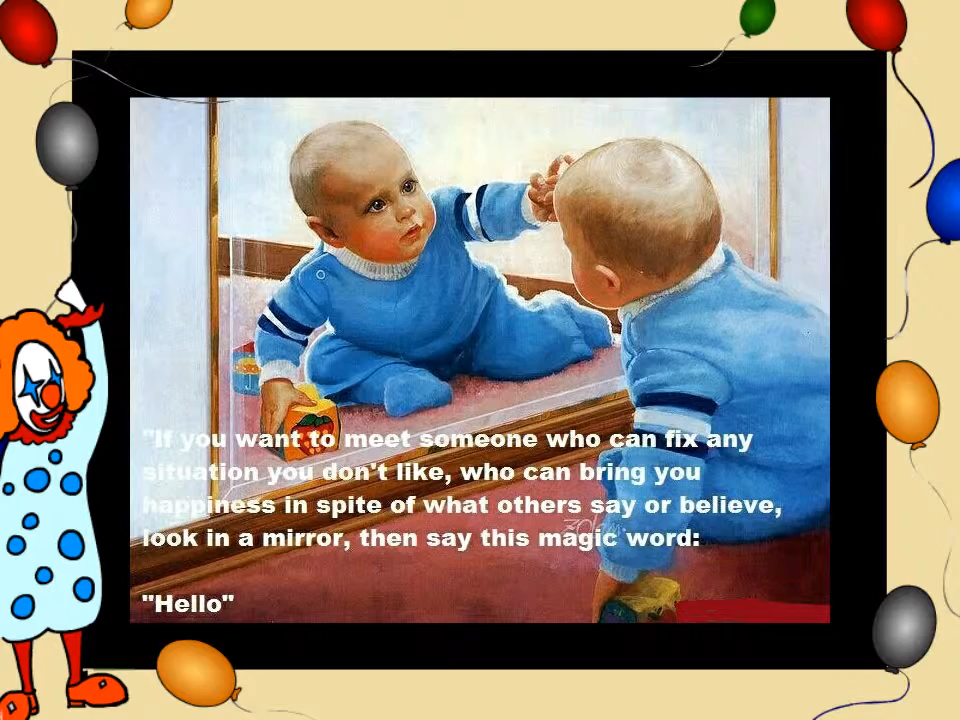 "If you want to meet someone who can fix any
situation you don't like, who can bring you
happiness in spite of what others say or believe,
look in a mirror, then say this magic word:
"Hello"